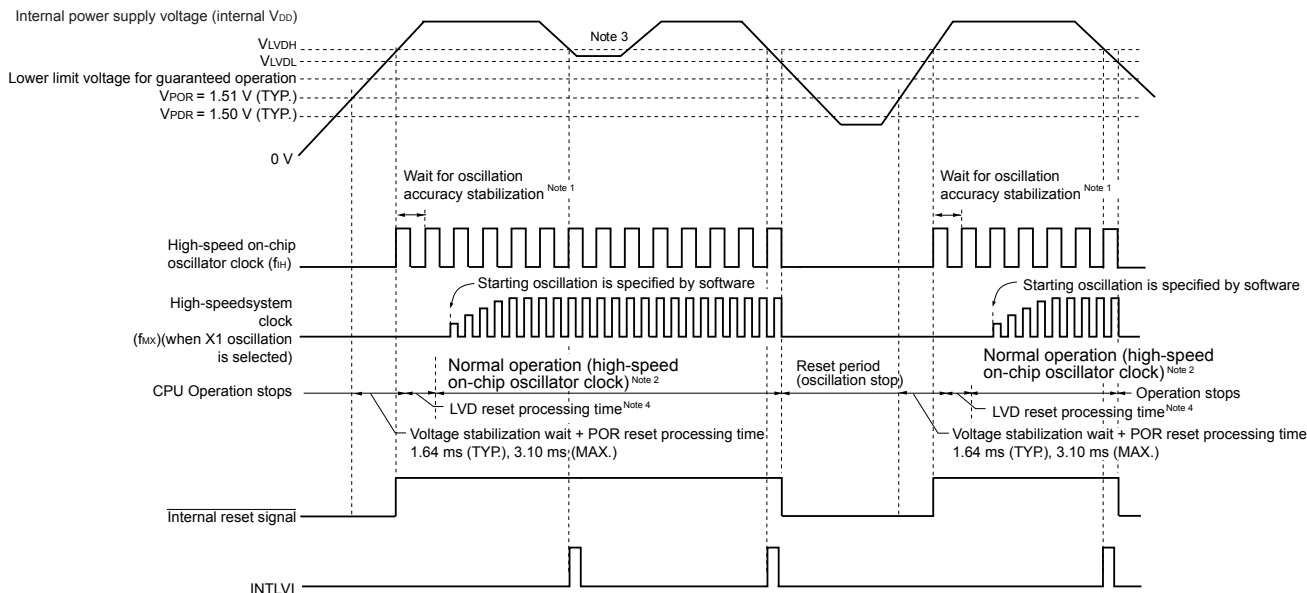 Internal power supply voltage (internal VDD)
Note 3
VLVDH
VLVDL
Lower limit voltage for guaranteed operation
VPOR = 1.51 V (TYP.)
VPDR = 1.50 V (TYP.)
0 V
Wait for oscillation
accuracy stabilization Note 1
Wait for oscillation
accuracy stabilization Note 1
High-speed on-chip
oscillator clock (fIH)
Starting oscillation is specified by software
Starting oscillation is specified by software
High-speedsystem
clock
(fMX)(when X1 oscillation
is selected)
Normal operation (high-speed
on-chip oscillator clock) Note 2
Reset period
(oscillation stop)
Normal operation (high-speed
on-chip oscillator clock) Note 2
CPU Operation stops
Operation stops
LVD reset processing time Note 4
LVD reset processing time Note 4
Voltage stabilization wait + POR reset processing time
1.64 ms (TYP.), 3.10 ms (MAX.)
Voltage stabilization wait + POR reset processing time
1.64 ms (TYP.), 3.10 ms (MAX.)
Internal reset signal
INTLVI